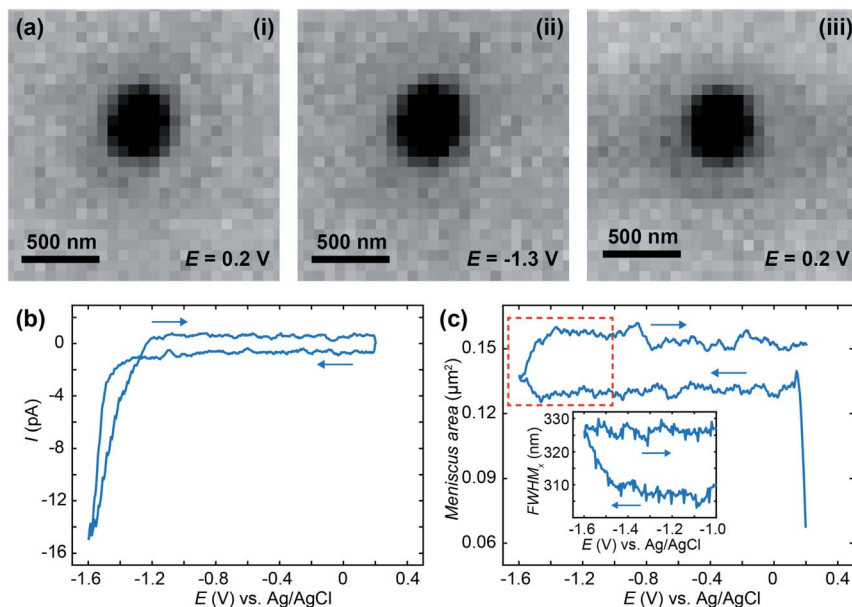 (a)
(i)
500 nm
E = 0.2 V
(ii)
500 nm
E = -1.3 V
(iii)
500 nm
E = 0.2 V
(b)
0
-4
-8
-12
-16
I (pA)
-1.6 -1.2 -0.8 -0.4 0 0.4
E (V) vs. Ag/AgCl
(c)
0.15
0.12
0.09
0.06
Meniscus area (μm²)
330
320
310
FWHMx (nm)
-1.6 -1.4 -1.2 -1.0
E (V) vs. Ag/AgCl
-1.6 -1.2 -0.8 -0.4 0 0.4
E (V) vs. Ag/AgCl